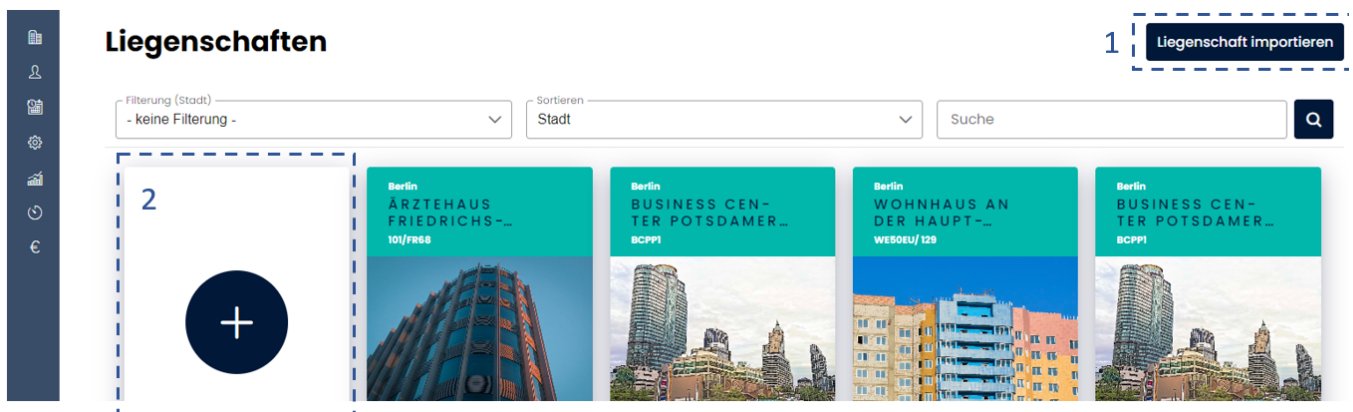 Liegenschaften
1
Liegenschaft importieren
Filterung (Stadt)
- keine Filterung -
Sortieren
Stadt
Suche
2
Berlin
ÄRZTEHAUS
FRIEDRICHS-...
101/FR68
Berlin
BUSINESS CEN-
TER POTSDAMER...
BCPP1
Berlin
WOHNHAUS AN
DER HAUPT-...
WE50EU/ 129
Berlin
BUSINESS CEN-
TER POTSDAMER...
BCPP1
€